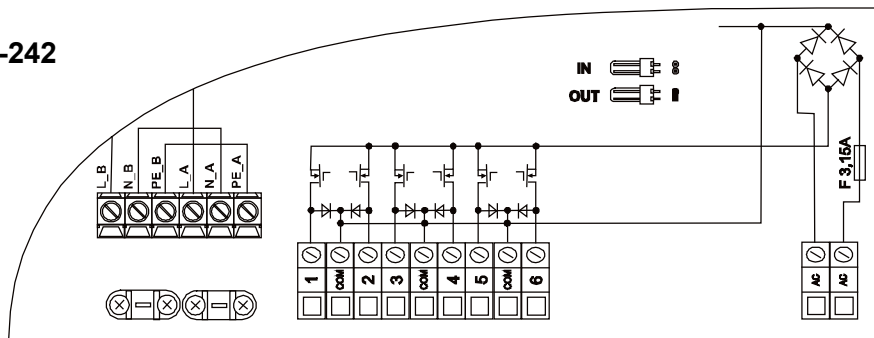 -242
IN
OUT
L_B
N_B
PE_B
L_A
N_A
PE_A
F 3,15A
1
COM
2
3
COM
4
5
COM
6
AC
AC